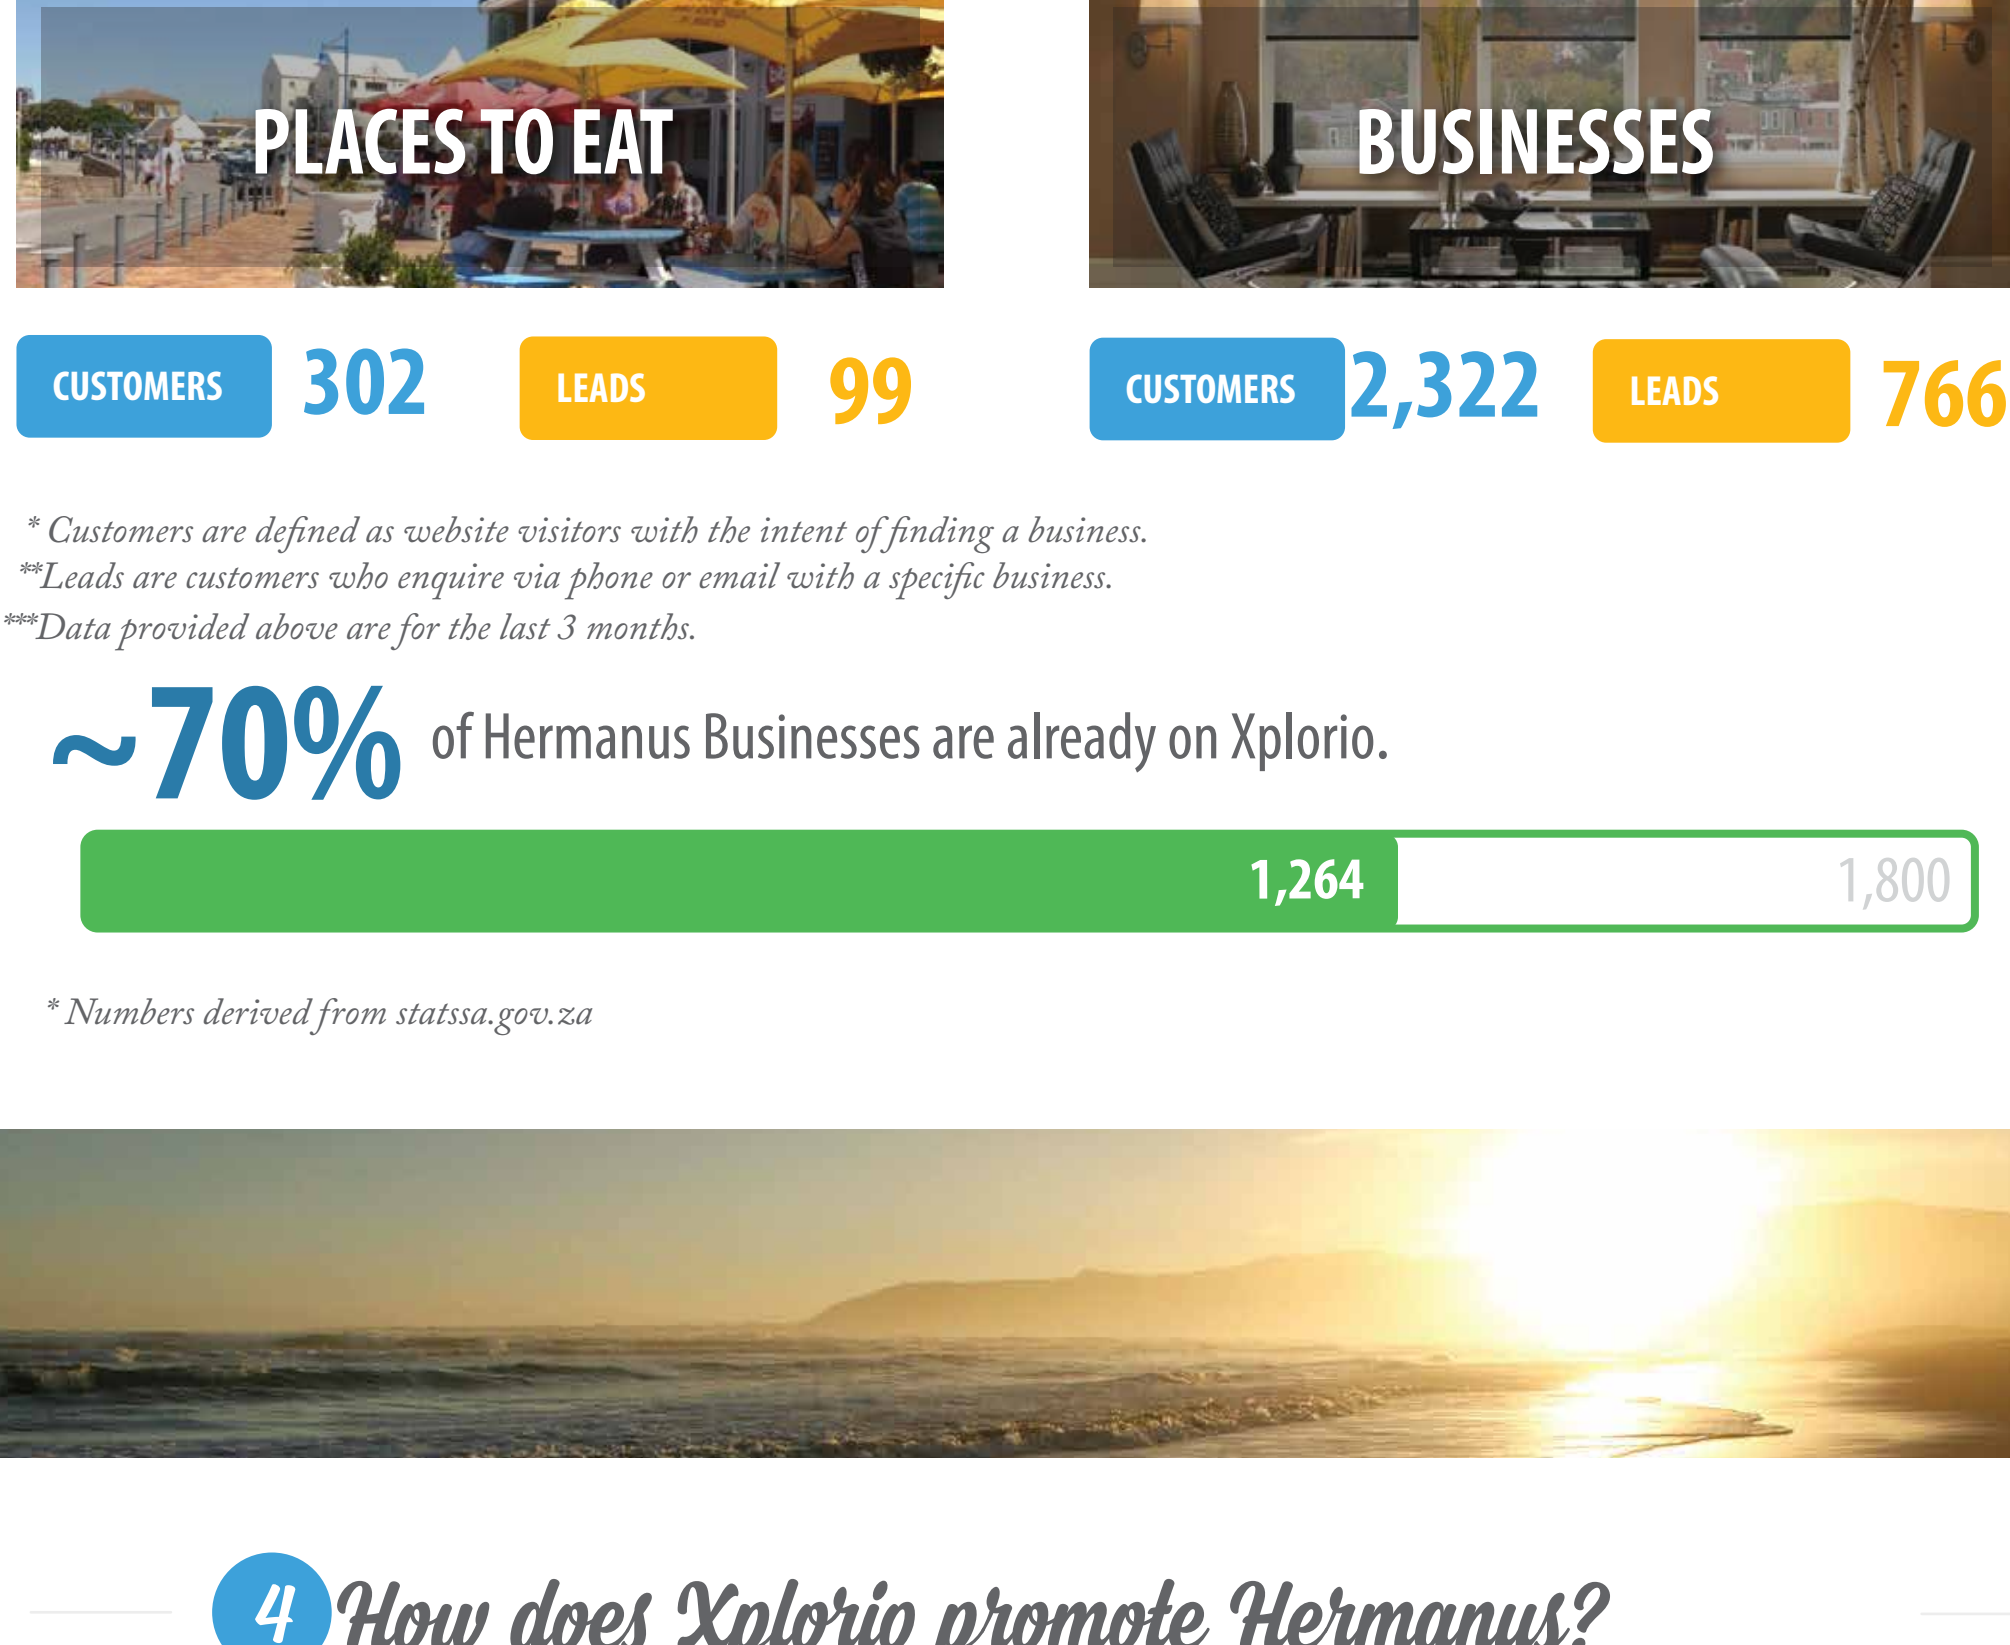 PLACES TO EAT
BUSINESSES
CUSTOMERS 302 LEADS 99
CUSTOMERS 2,322 LEADS 766
* Customers are defined as website visitors with the intent of finding a business.
**Leads are customers who enquire via phone or email with a specific business.
***Data provided above are for the last 3 months.
~70% of Hermanus Businesses are already on Xplorio.
1,264 1,800
* Numbers derived from statssa.gov.za
4 How does Xplorio promote Hermanus?